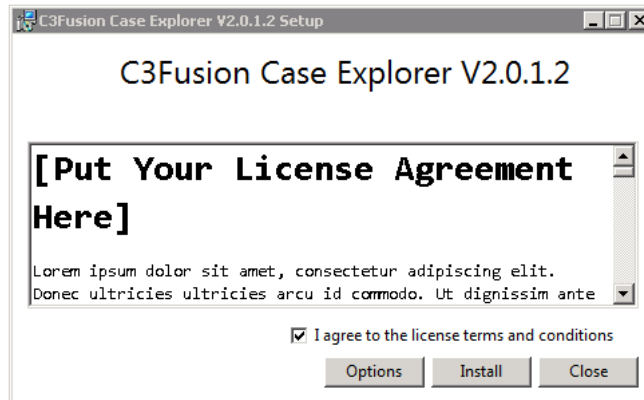 C3Fusion Case Explorer V2.0.1.2 Setup
C3Fusion Case Explorer V2.0.1.2
[Put Your License Agreement
Here]
Lorem ipsum dolor sit amet, consectetur adipiscing elit.
Donec ultricies ultricies arcu id commodo. Ut dignissim ante
I agree to the license terms and conditions
Options Install Close